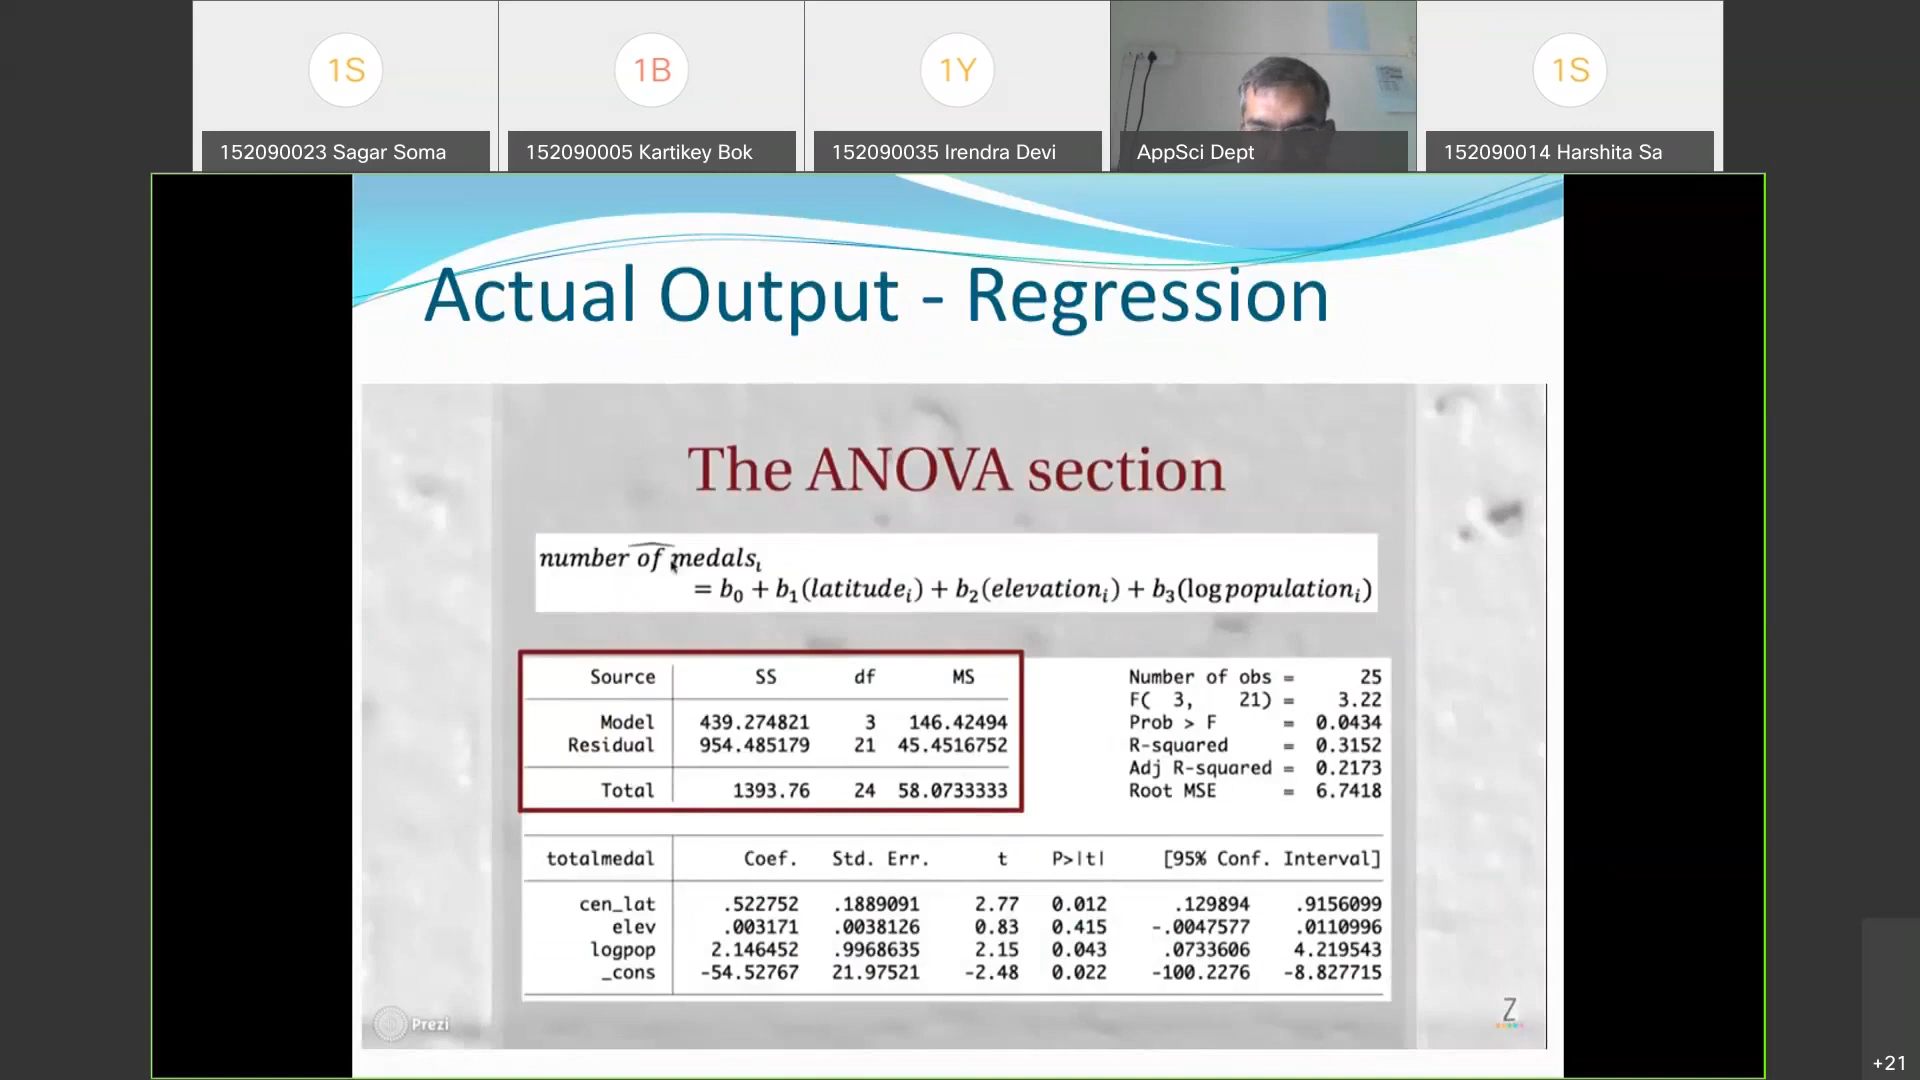 1S
1B
1Y
1S
152090023 Sagar Soma
152090005 Kartikey Bok
152090035 Irendra Devi
AppSci Dept
152090014 Harshita Sa
Actual Output - Regression
The ANOVA section
number of medalsᵢ
= b₀ + b₁(latitudeᵢ) + b₂(elevationᵢ) + b₃(log populationᵢ)
Source SS df MS
Model 439.274821 3 146.42494
Residual 954.485179 21 45.4516752
Total 1393.76 24 58.0733333
Number of obs = 25
F( 3, 21) = 3.22
Prob > F = 0.0434
R-squared = 0.3152
Adj R-squared = 0.2173
Root MSE = 6.7418
totalmedal Coef. Std. Err. t P>|t| [95% Conf. Interval]
cen_lat .522752 .1889091 2.77 0.012 .129894 .9156099
elev .003171 .0038126 0.83 0.415 -.0047577 .0110996
logpop 2.146452 .9968635 2.15 0.043 .0733606 4.219543
_cons -54.52767 21.97521 -2.48 0.022 -100.2276 -8.827715
Prezi
Z
+21